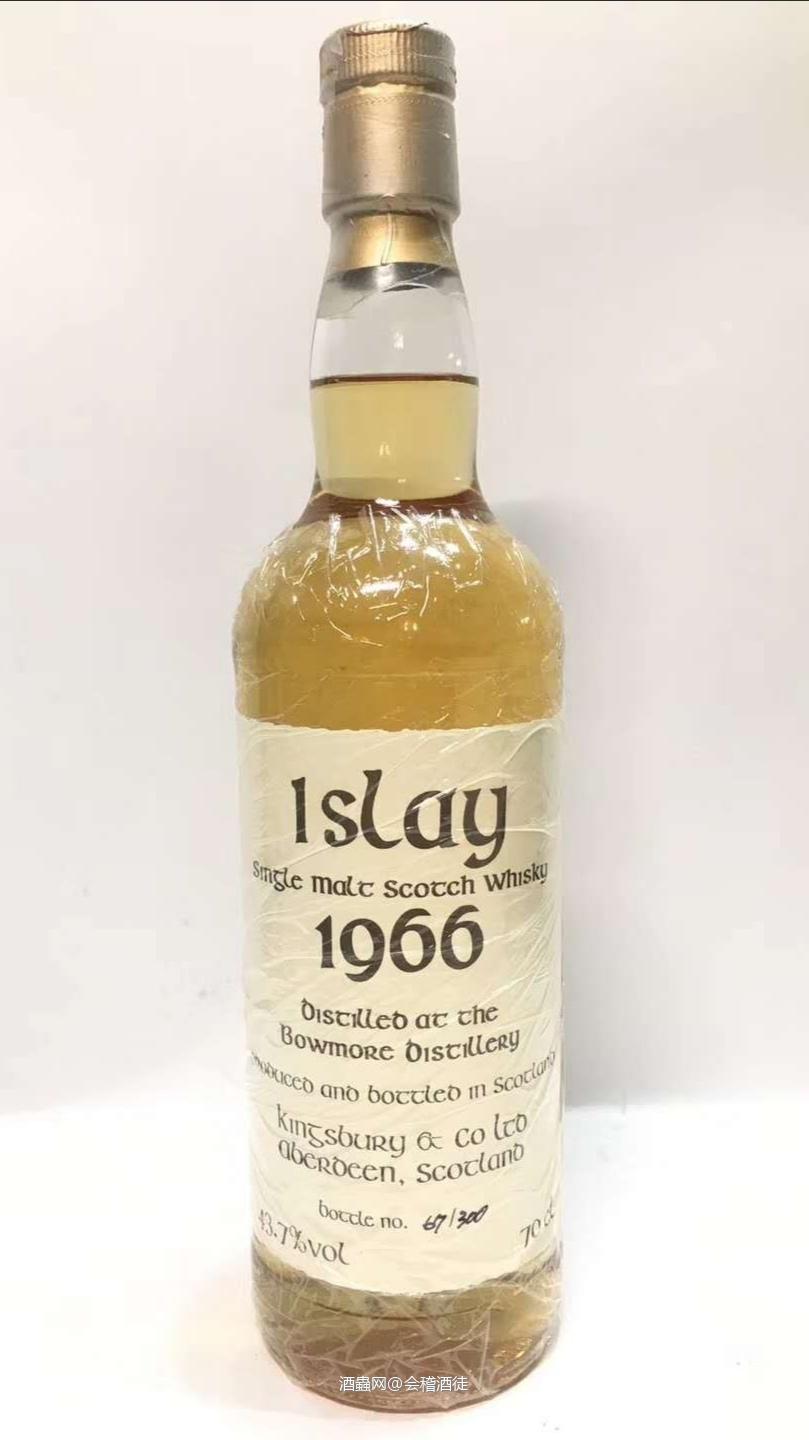 Islay
Single Malt Scotch Whisky
1966
Distilled at the
Bowmore Distillery
Produced and bottled in Scotland
Kingsbury & Co Ltd
Aberdeen, Scotland
bottle no. 67/300
43.7%vol
70 cl
酒蟲网@会稽酒徒